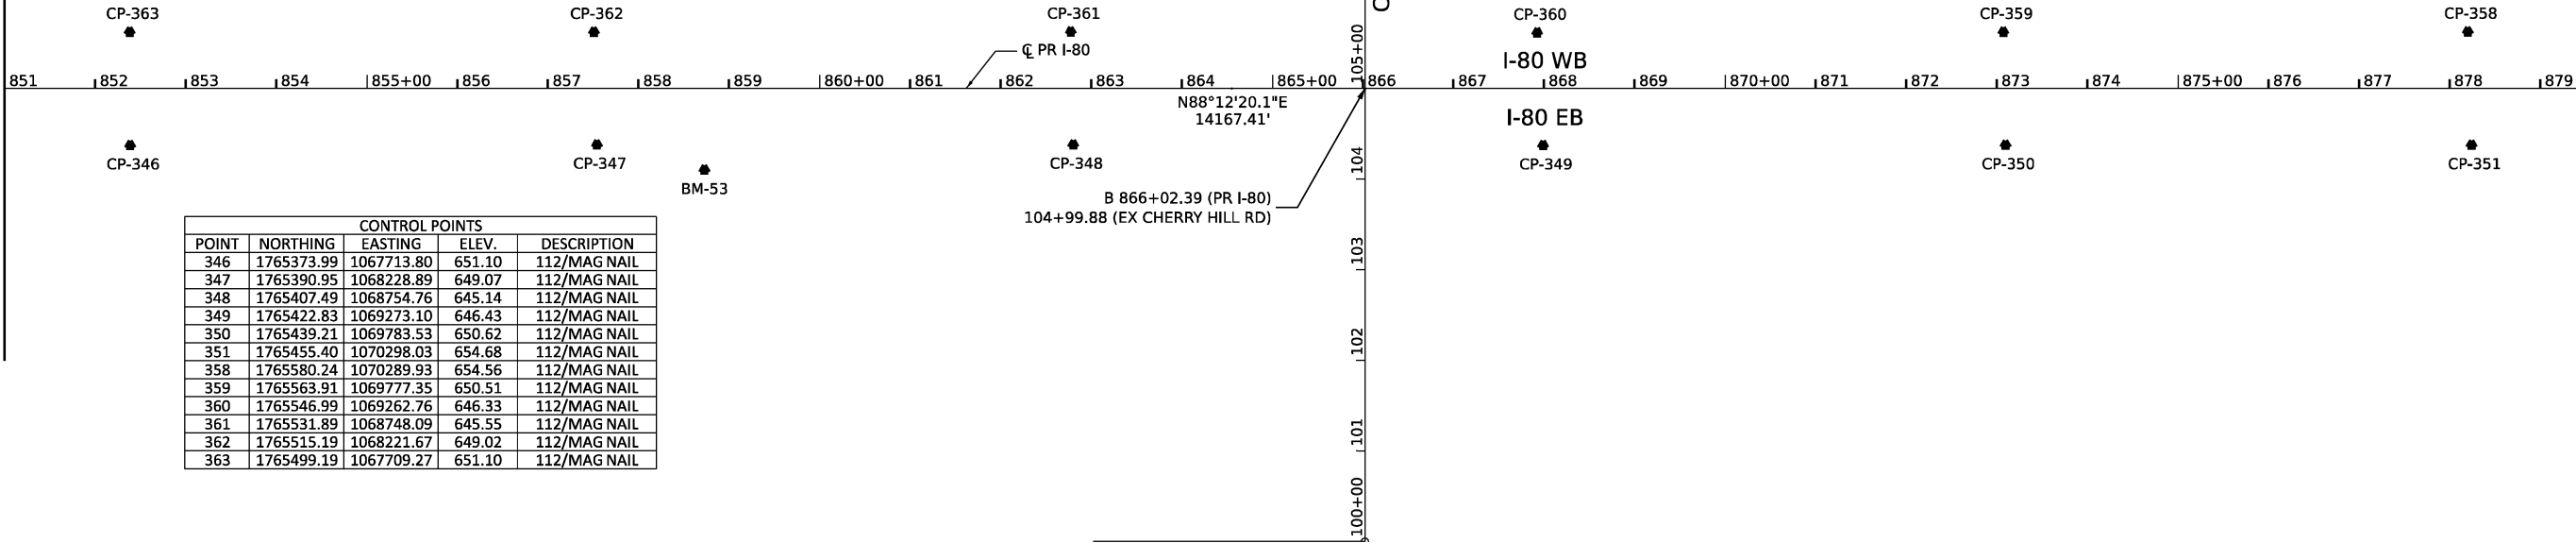 CP-363 CP-362 CP-361 CP-360 CP-359 CP-358
℄ PR I-80
105+00
I-80 WB
851 852 853 854 855+00 856 857 858 859 860+00 861 862 863 864 865+00 866 867 868 869 870+00 871 872 873 874 875+00 876 877 878 879
N88°12'20.1"E
14167.41'
I-80 EB
CP-346 CP-347 CP-348 CP-349 CP-350 CP-351
104
BM-53
B 866+02.39 (PR I-80)
104+99.88 (EX CHERRY HILL RD)
103
102
101
100+00
CONTROL POINTS
POINT NORTHING EASTING ELEV. DESCRIPTION
346 1765373.99 1067713.80 651.10 112/MAG NAIL
347 1765390.95 1068228.89 649.07 112/MAG NAIL
348 1765407.49 1068754.76 645.14 112/MAG NAIL
349 1765422.83 1069273.10 646.43 112/MAG NAIL
350 1765439.21 1069783.53 650.62 112/MAG NAIL
351 1765455.40 1070298.03 654.68 112/MAG NAIL
358 1765580.24 1070289.93 654.56 112/MAG NAIL
359 1765563.91 1069777.35 650.51 112/MAG NAIL
360 1765546.99 1069262.76 646.33 112/MAG NAIL
361 1765531.89 1068748.09 645.55 112/MAG NAIL
362 1765515.19 1068221.67 649.02 112/MAG NAIL
363 1765499.19 1067709.27 651.10 112/MAG NAIL